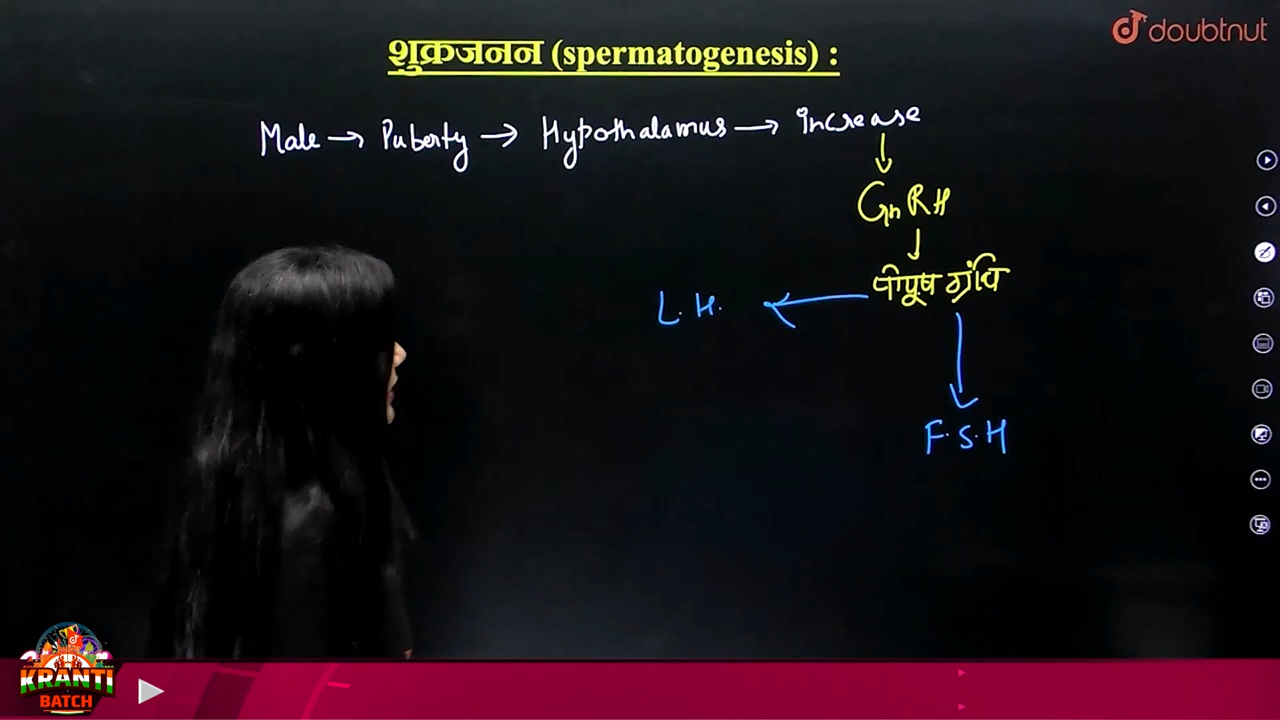 doubtnut
शुक्रजनन (spermatogenesis) :
Male → Puberty → Hypothalamus → increase
↓
GnRH
↓
पीयूष ग्रंथि
L.H. ←
↓
F.S.H
KRANTI
BATCH